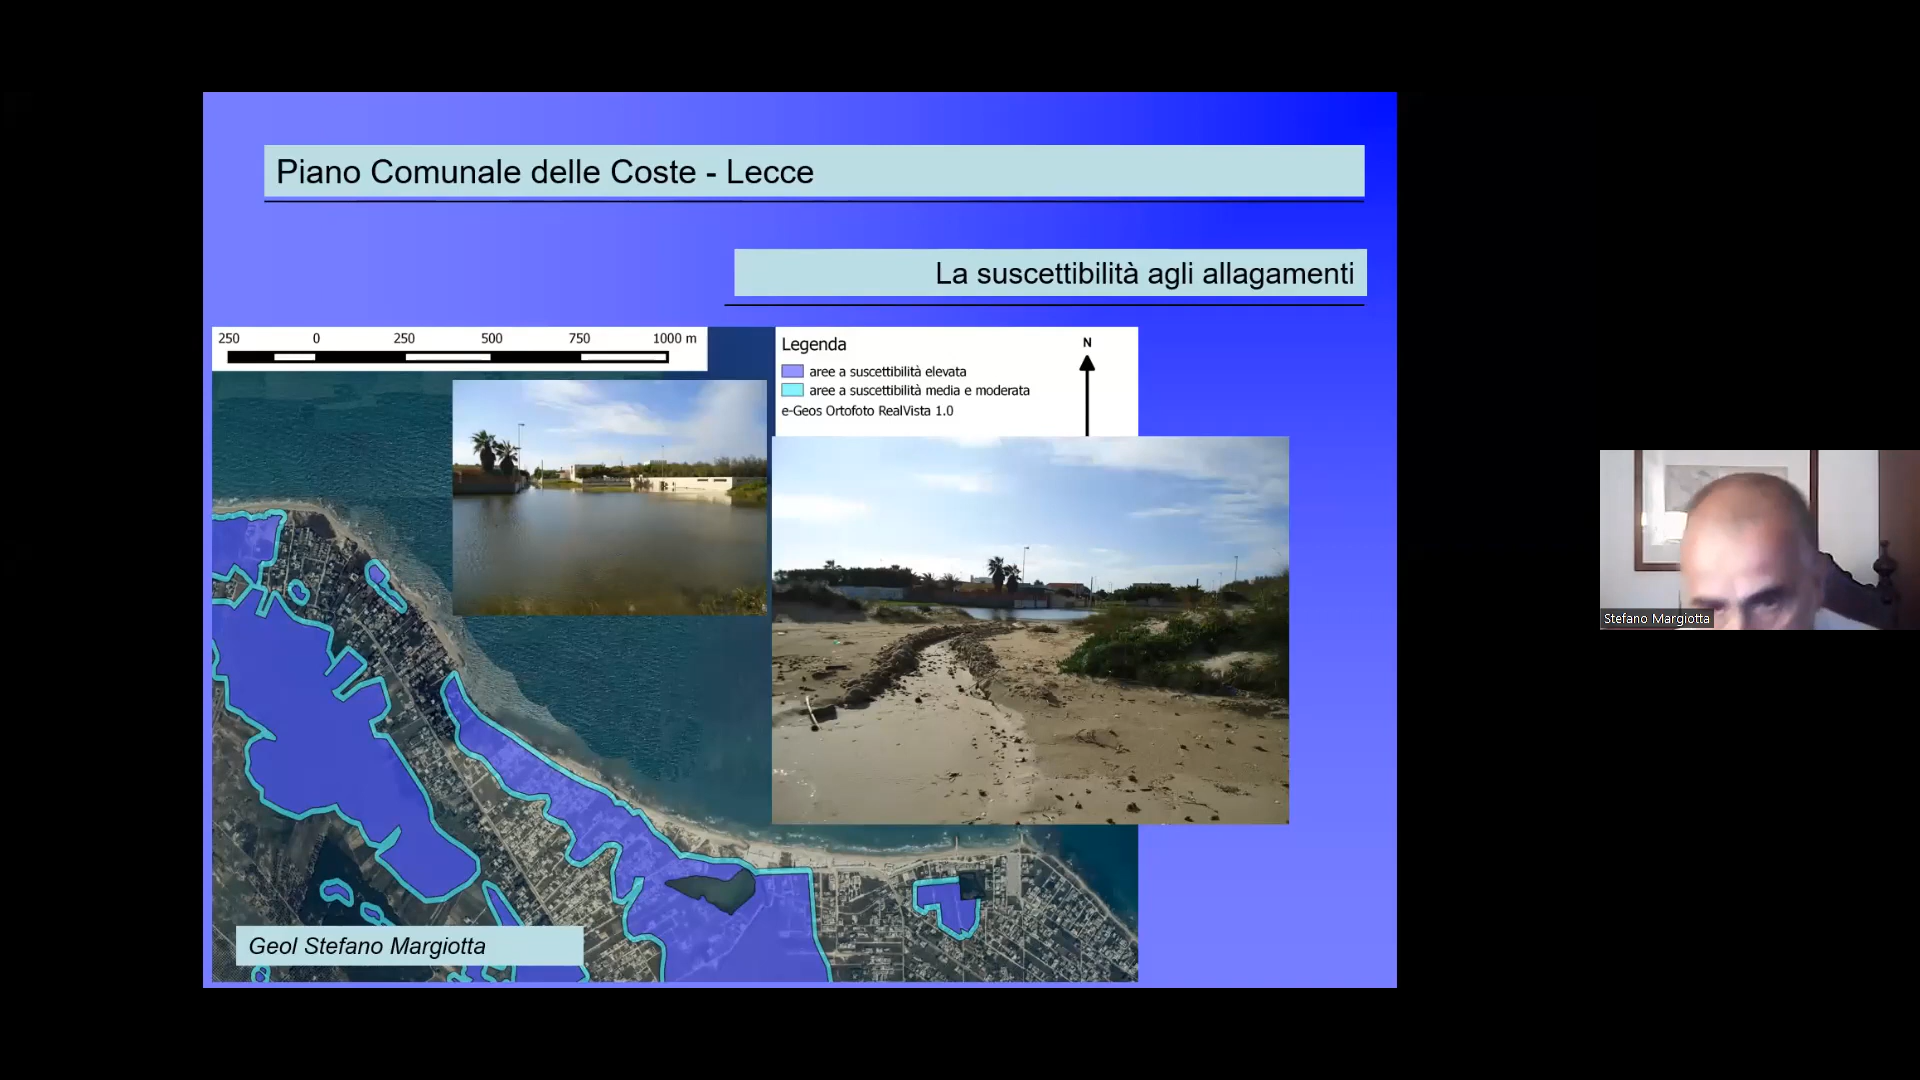 Piano Comunale delle Coste - Lecce
La suscettibilità agli allagamenti
250 0 250 500 750 1000 m
Legenda
N
aree a suscettibilità elevata
aree a suscettibilità media e moderata
e-Geos Ortofoto RealVista 1.0
Stefano Margiotta
Geol Stefano Margiotta